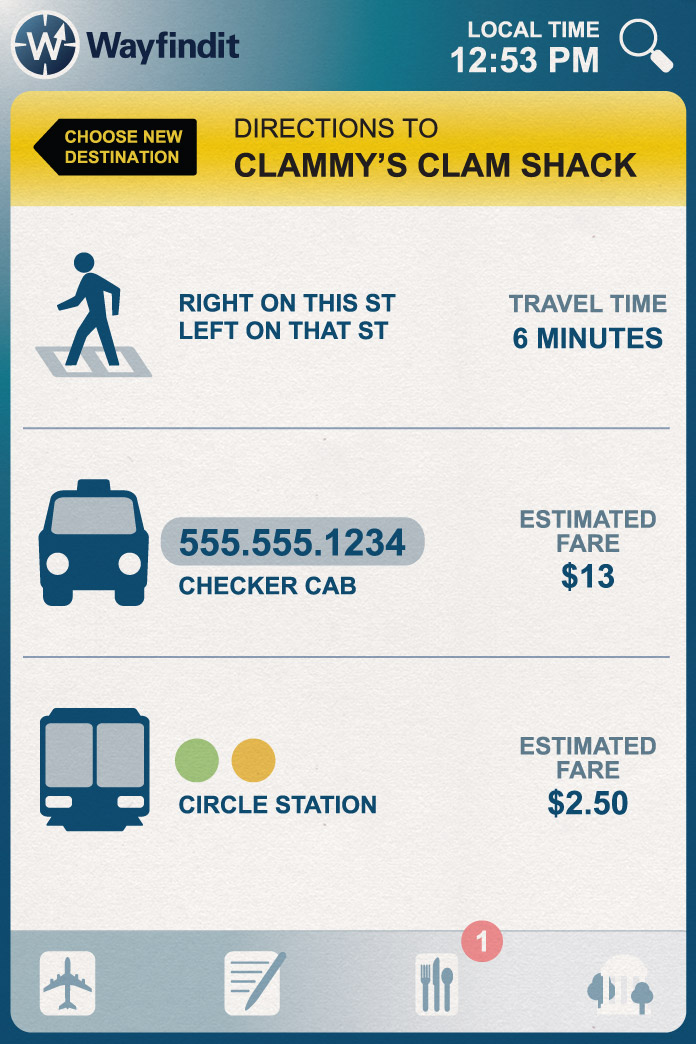 Wayfindit
LOCAL TIME
12:53 PM
CHOOSE NEW
DESTINATION
DIRECTIONS TO
CLAMMY'S CLAM SHACK
RIGHT ON THIS ST
LEFT ON THAT ST
TRAVEL TIME
6 MINUTES
555.555.1234
CHECKER CAB
ESTIMATED
FARE
$13
CIRCLE STATION
ESTIMATED
FARE
$2.50
1